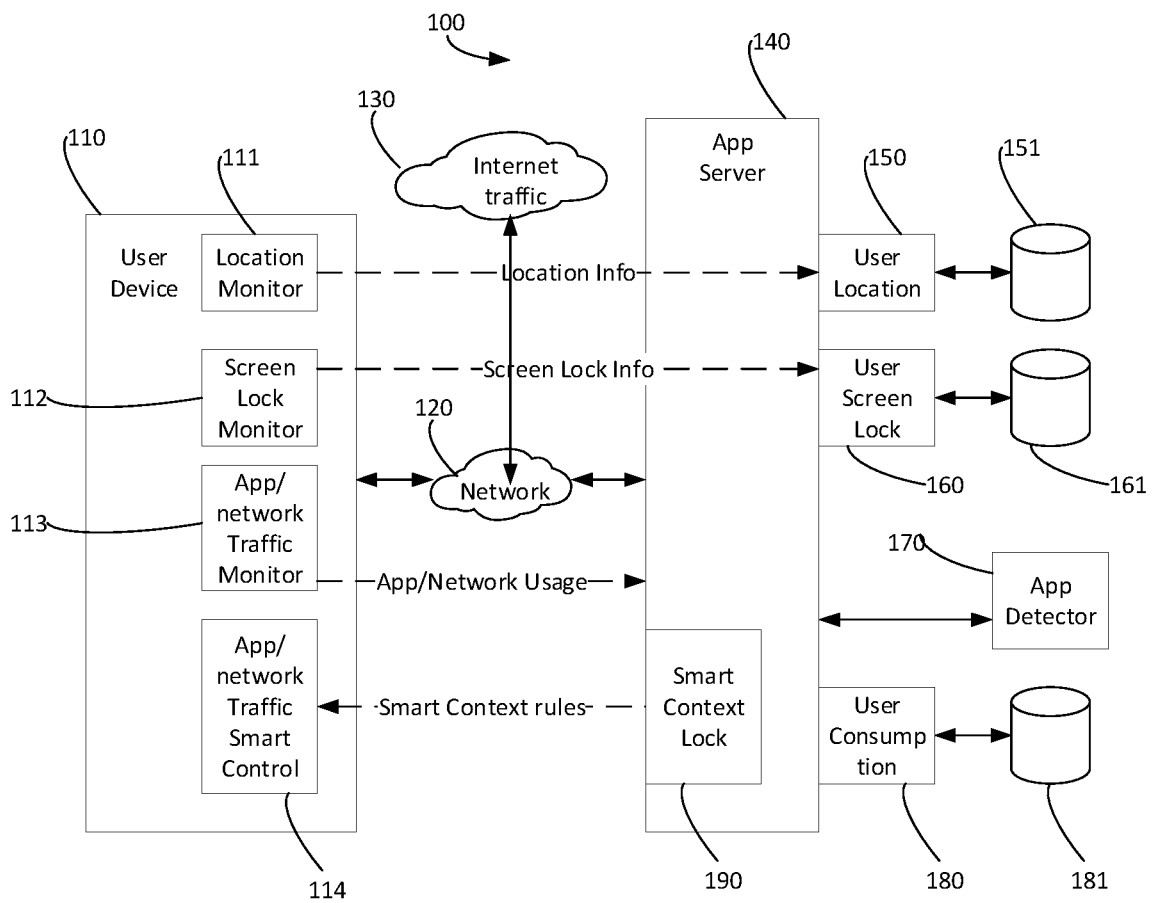 100
140
130
110
111
Internet
traffic
App
Server
150
151
User
Device
Location
Monitor
Location Info
User
Location
112
Screen
Lock
Monitor
Screen Lock Info
User
Screen
Lock
120
Network
160
161
113
App/
network
Traffic
Monitor
App/Network Usage
170
App
Detector
App/
network
Traffic
Smart
Control
Smart Context rules
Smart
Context
Lock
User
Consump
tion
114
190
180
181